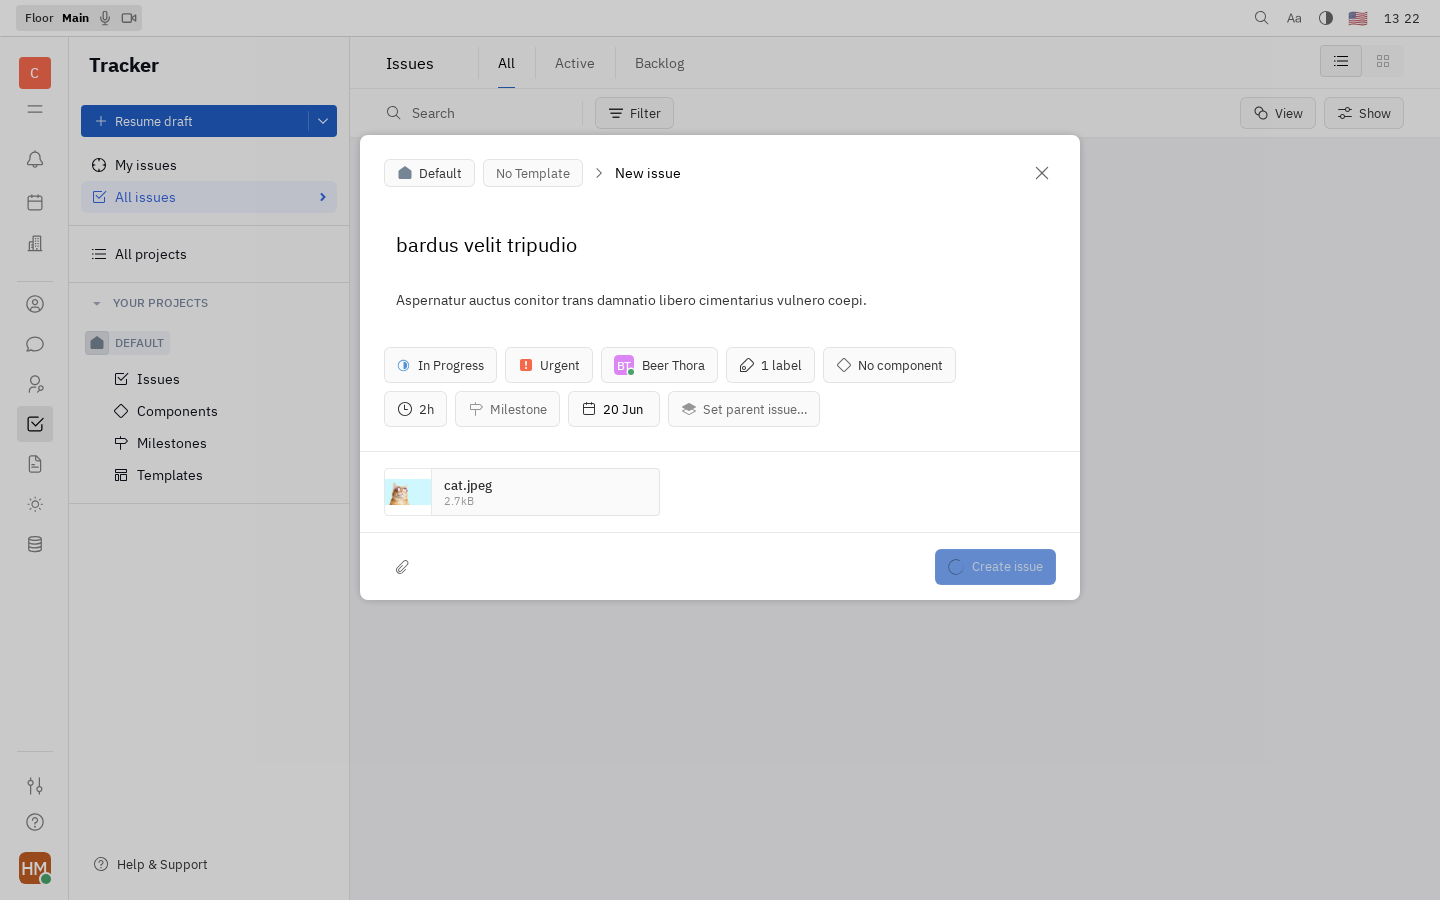 Floor Main
Aa
13 22
C
Tracker
Resume draft
My issues
All issues
All projects
YOUR PROJECTS
DEFAULT
Issues
Components
Milestones
Templates
Help & Support
HM
Issues
All
Active
Backlog
Search
Filter
View
Show
Default
No Template
New issue
bardus velit tripudio
Aspernatur auctus conitor trans damnatio libero cimentarius vulnero coepi.
In Progress
Urgent
BT
Beer Thora
1 label
No component
2h
Milestone
20 Jun
Set parent issue...
cat.jpeg
2.7kB
Create issue